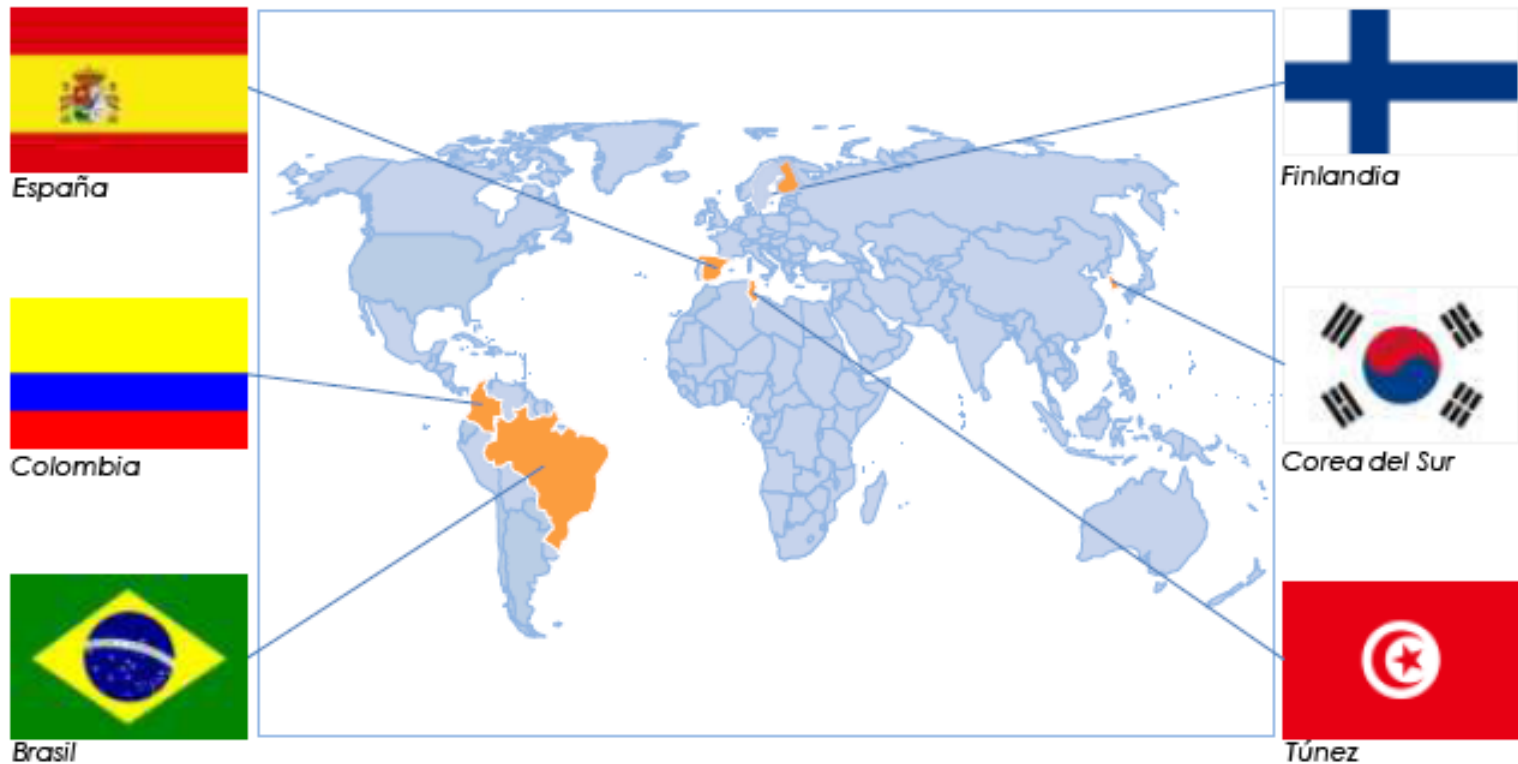 España
Finlandia
Colombia
Corea del Sur
Brasil
Túnez